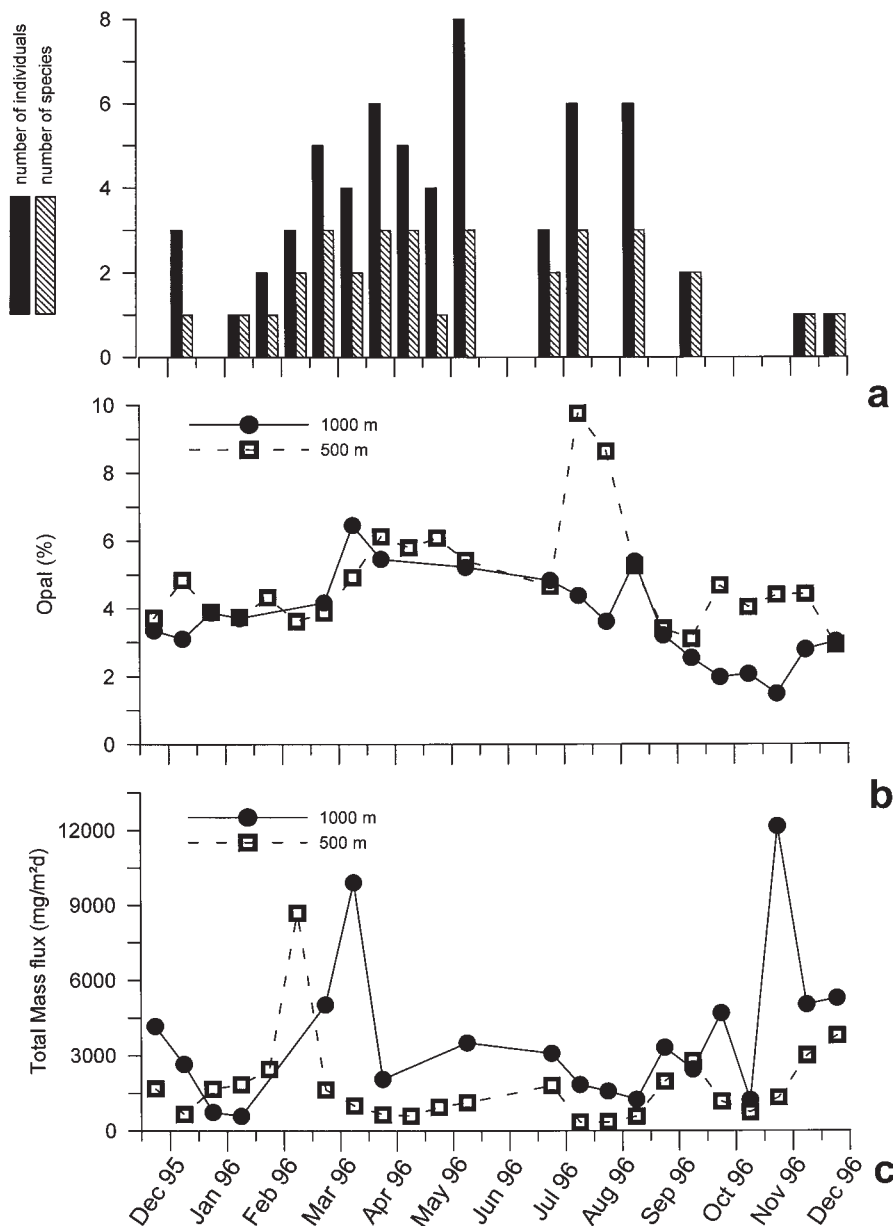 number of individuals
number of species
8
6
4
2
0
a
10
8
6
4
2
0
Opal (%)
1000 m
500 m
b
12000
9000
6000
3000
0
Total Mass flux (mg/m²d)
1000 m
500 m
Dec 95
Jan 96
Feb 96
Mar 96
Apr 96
May 96
Jun 96
Jul 96
Aug 96
Sep 96
Oct 96
Nov 96
Dec 96
c